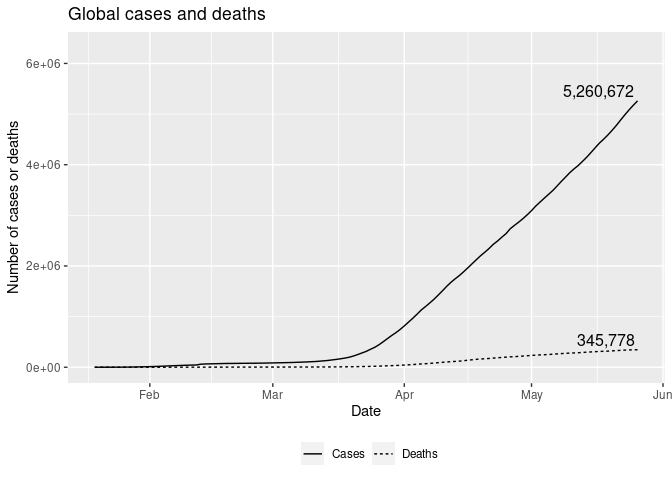 Global cases and deaths
6e+06
5,260,672
4e+06
Number of cases or deaths
2e+06
345,778
0e+00
Feb Mar Apr May Jun
Date
Cases Deaths